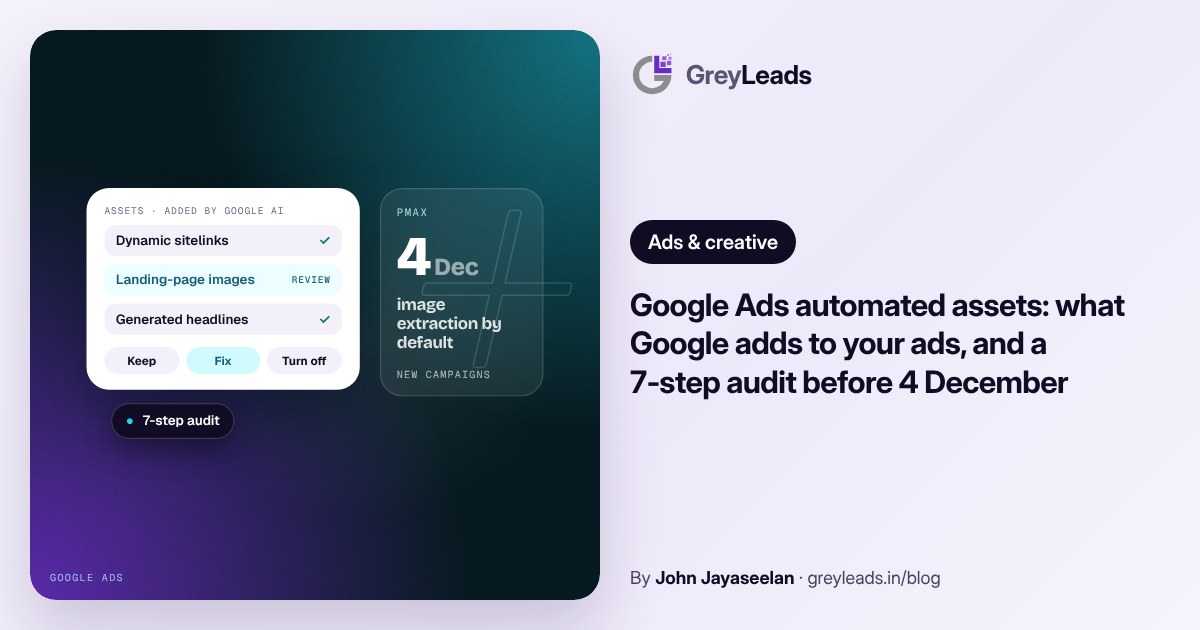 ASSETS · ADDED BY GOOGLE AI
Dynamic sitelinks
Landing-page images REVIEW
Generated headlines
Keep Fix Turn off
7-step audit
PMAX
4 Dec
image
extraction by
default
NEW CAMPAIGNS
GOOGLE ADS
GreyLeads
Ads & creative
Google Ads automated assets: what
Google adds to your ads, and a
7-step audit before 4 December
By John Jayaseelan · greyleads.in/blog